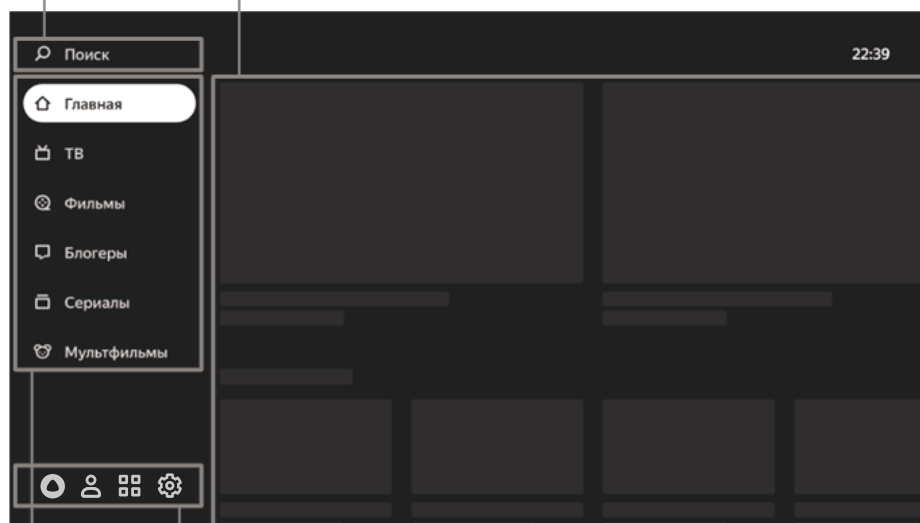 Поиск
22:39
Главная
ТВ
Фильмы
Блогеры
Сериалы
Мультфильмы